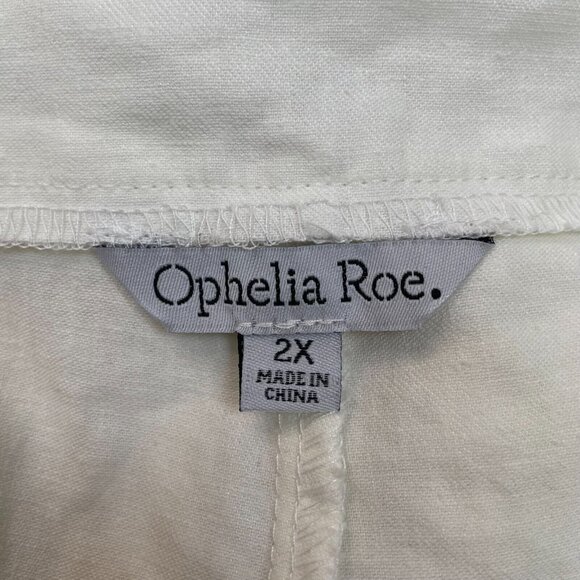 Ophelia Roe.
2X
MADE IN
CHINA